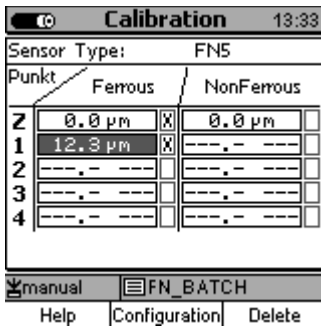 Calibration 13:33
Sensor Type: FN5
Punkt Ferrous NonFerrous
Z 0.0 µm X 0.0 µm
1 12.3 µm X ---.- ---
2 ---.- --- ---.- ---
3 ---.- --- ---.- ---
4 ---.- --- ---.- ---
manual FN_BATCH
Help Configuration Delete